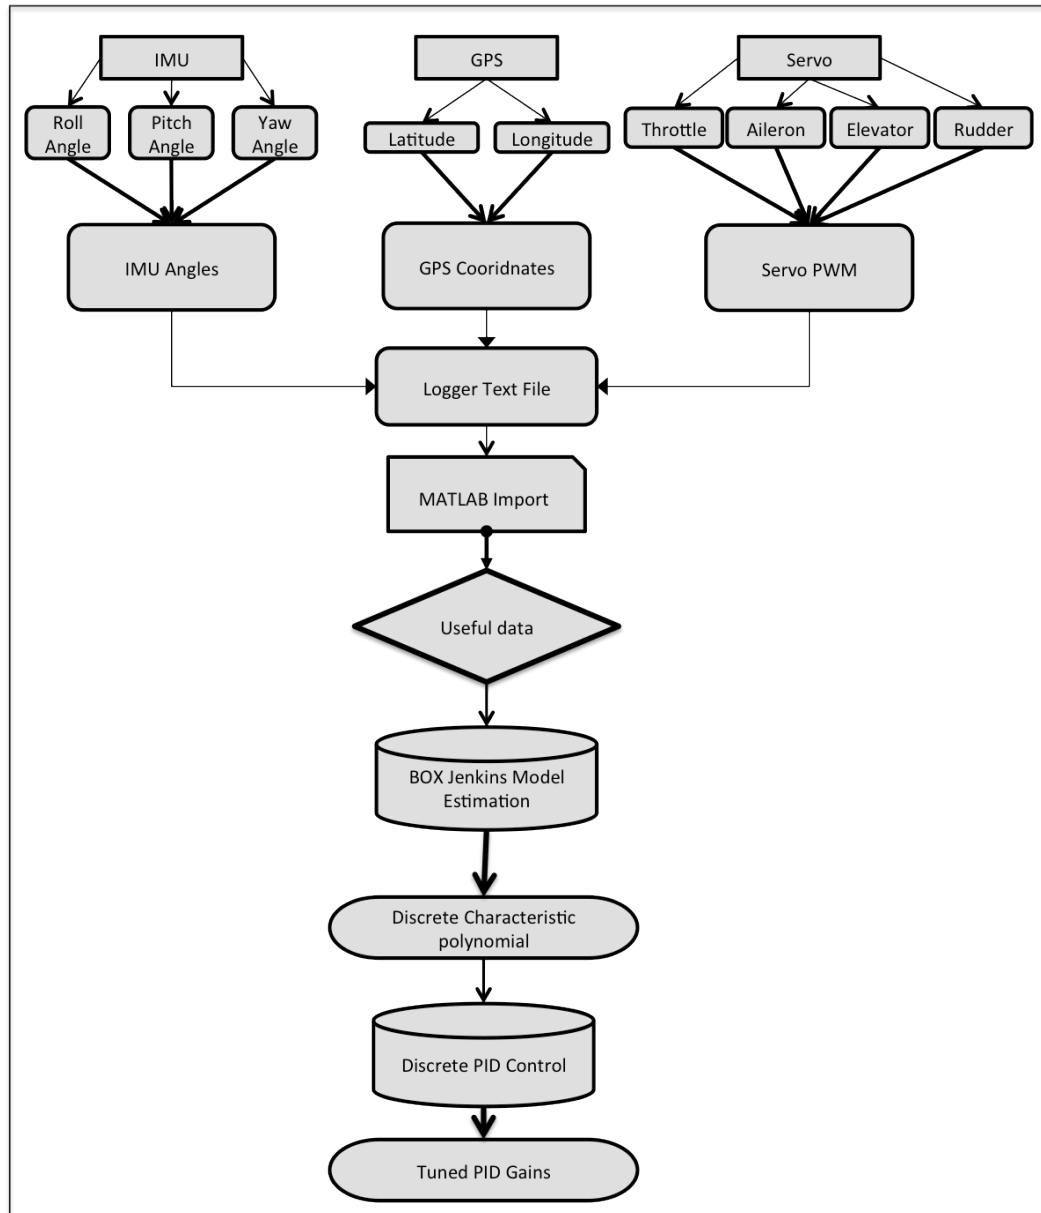 IMU
GPS
Servo
Roll
Angle
Pitch
Angle
Yaw
Angle
Latitude
Longitude
Throttle
Aileron
Elevator
Rudder
IMU Angles
GPS Cooridnates
Servo PWM
Logger Text File
MATLAB Import
Useful data
BOX Jenkins Model
Estimation
Discrete Characteristic
polynomial
Discrete PID Control
Tuned PID Gains